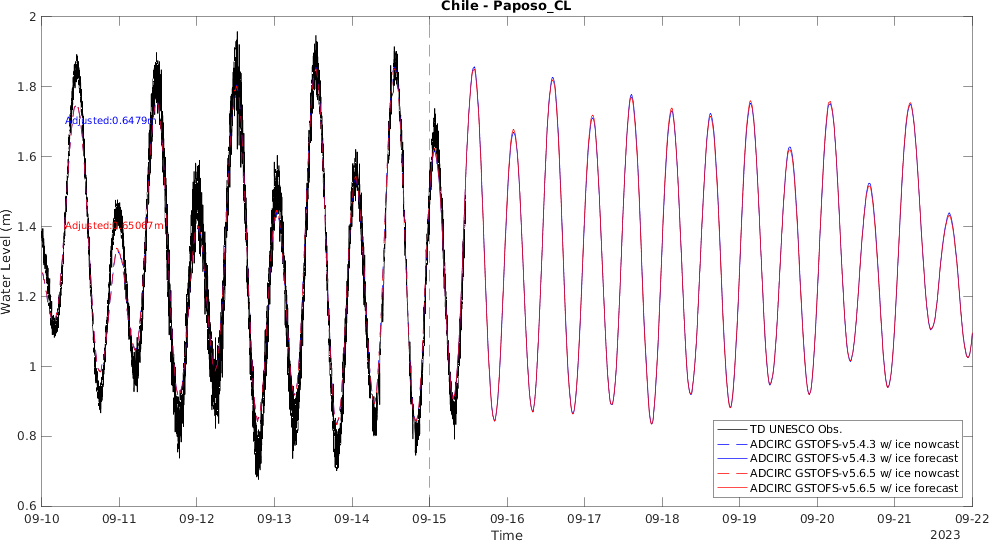 Chile - Paposo_CL
2
1.8
1.6
1.4
1.2
1
0.8
0.6
Water Level (m)
Adjusted:0.6479m
Adjusted:0.65067m
TD UNESCO Obs.
ADCIRC GSTOFS-v5.4.3 w/ ice nowcast
ADCIRC GSTOFS-v5.4.3 w/ ice forecast
ADCIRC GSTOFS-v5.6.5 w/ ice nowcast
ADCIRC GSTOFS-v5.6.5 w/ ice forecast
09-10 09-11 09-12 09-13 09-14 09-15 09-16 09-17 09-18 09-19 09-20 09-21 09-22
Time
2023